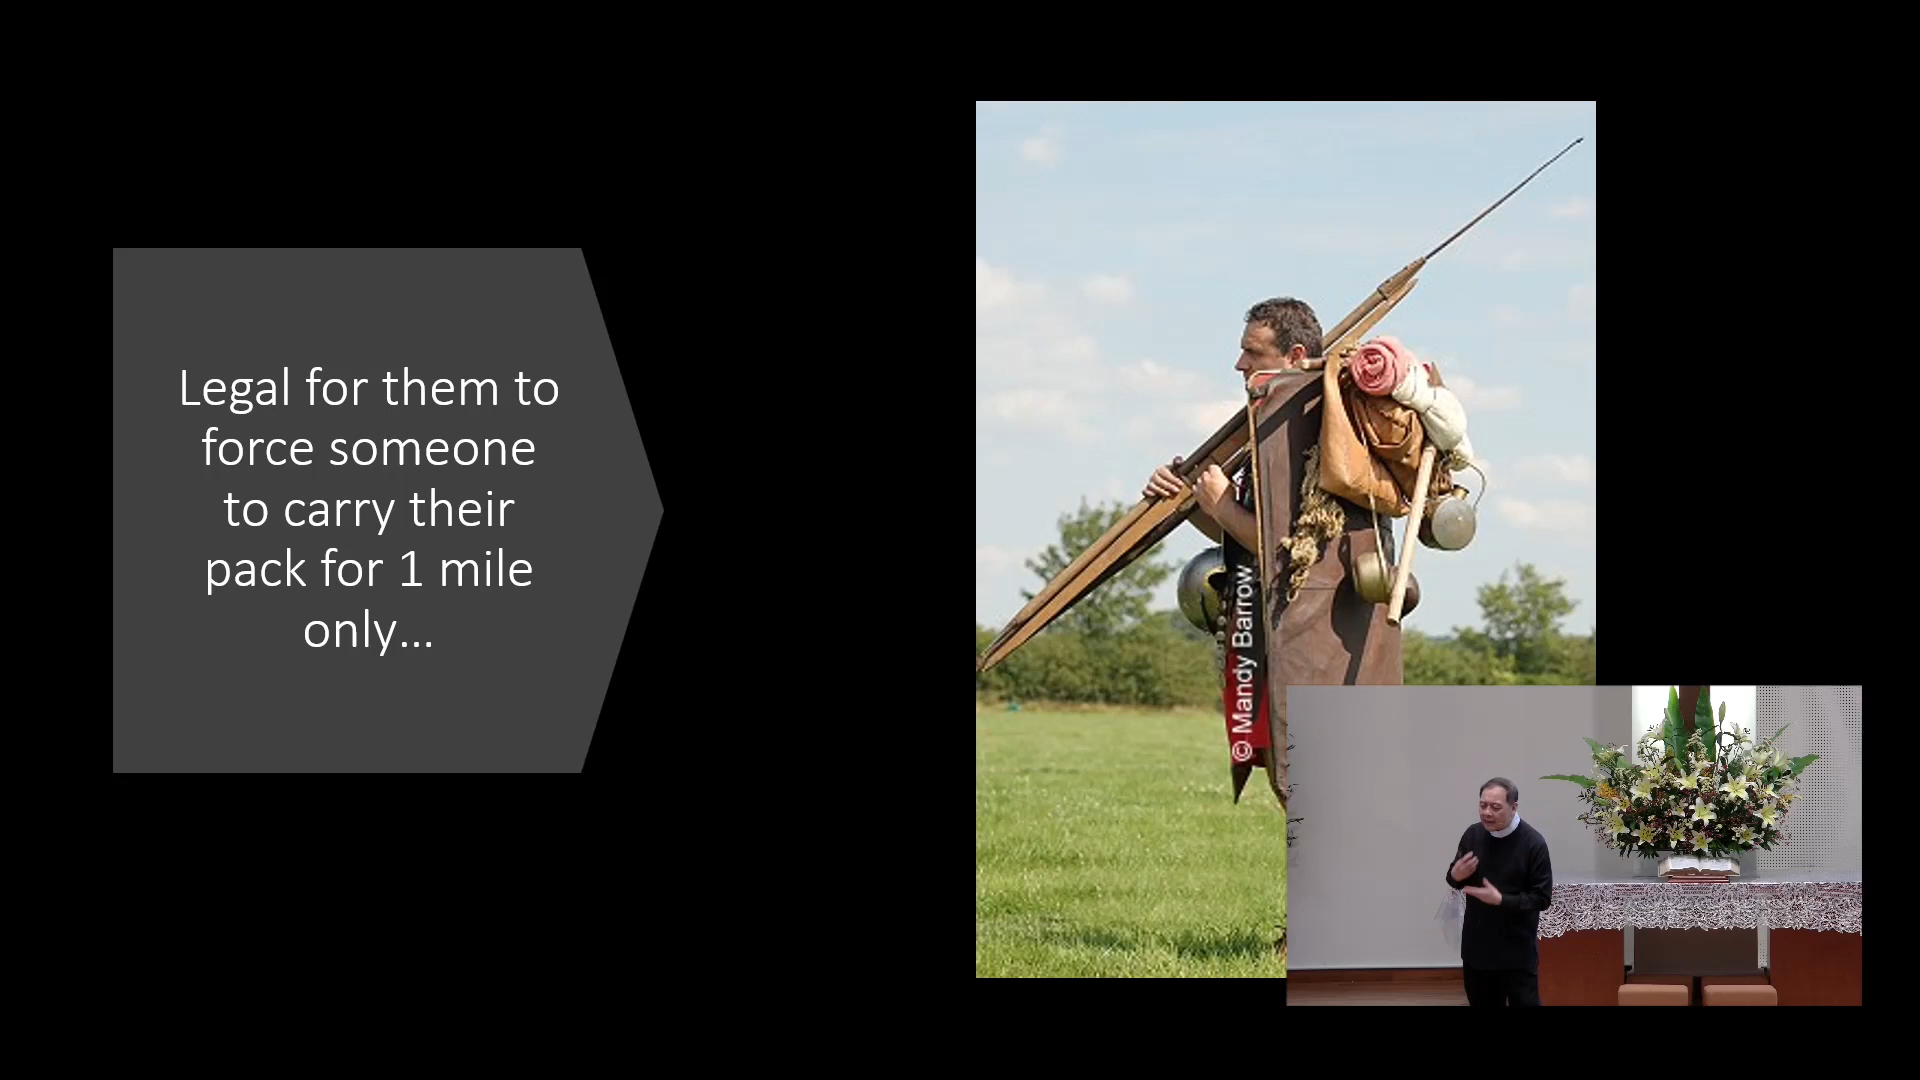 Legal for them to
force someone
to carry their
pack for 1 mile
only...
© Mandy Barrow